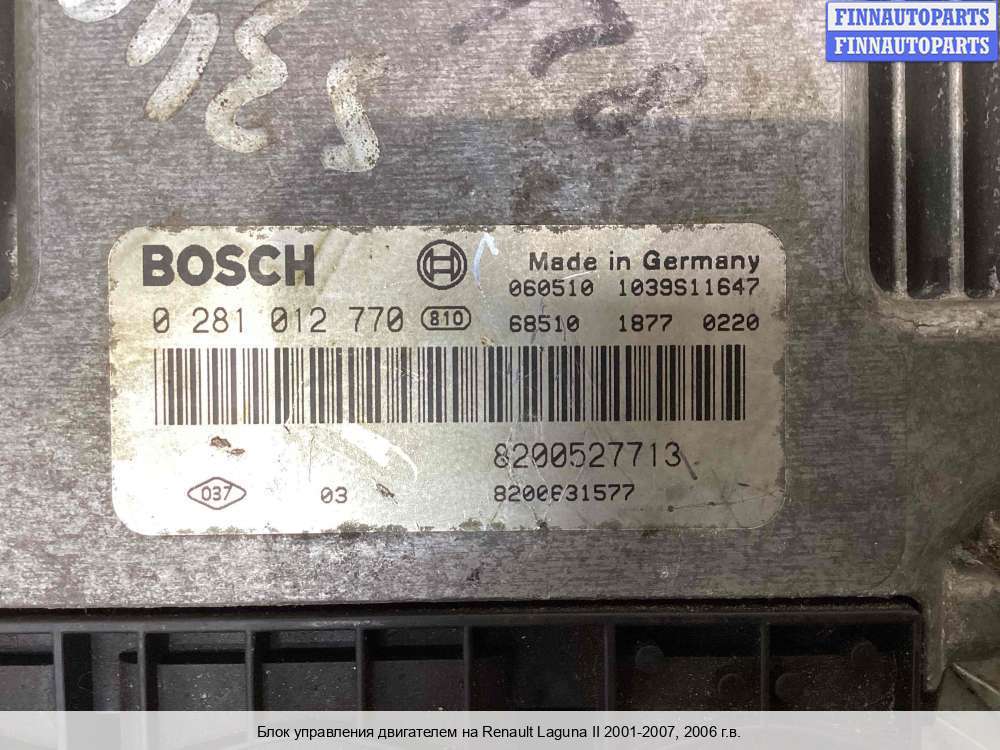 FINNAUTOPARTS
FINNAUTOPARTS
BOSCH
Made in Germany
060510 1039S11647
0 281 012 770 810 68510 1877 0220
8200527713
037 03 8200631577
Блок управления двигателем на Renault Laguna II 2001-2007, 2006 г.в.